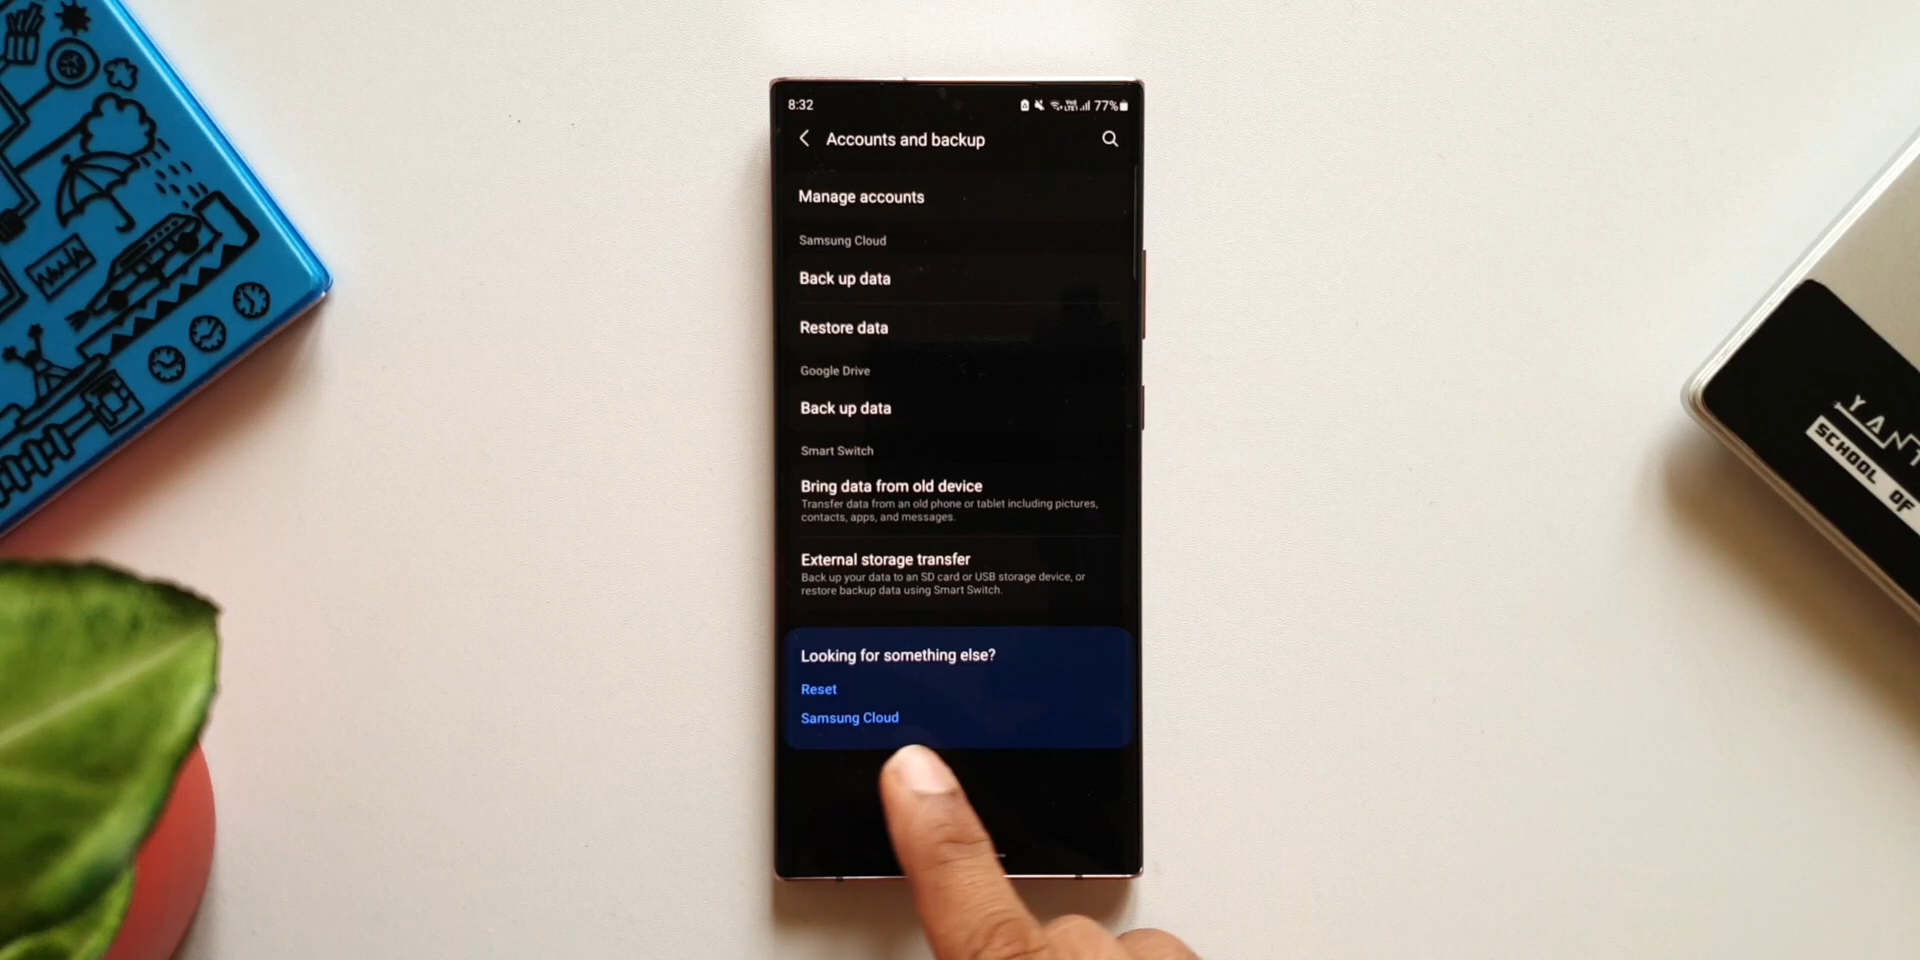 8:32
77%
Accounts and backup
Manage accounts
Samsung Cloud
Back up data
Restore data
Google Drive
Back up data
Smart Switch
Bring data from old device
Transfer data from an old phone or tablet including pictures,
contacts, apps, and messages.
External storage transfer
Back up your data to an SD card or USB storage device, or
restore backup data using Smart Switch.
Looking for something else?
Reset
Samsung Cloud
SCHOOL OF